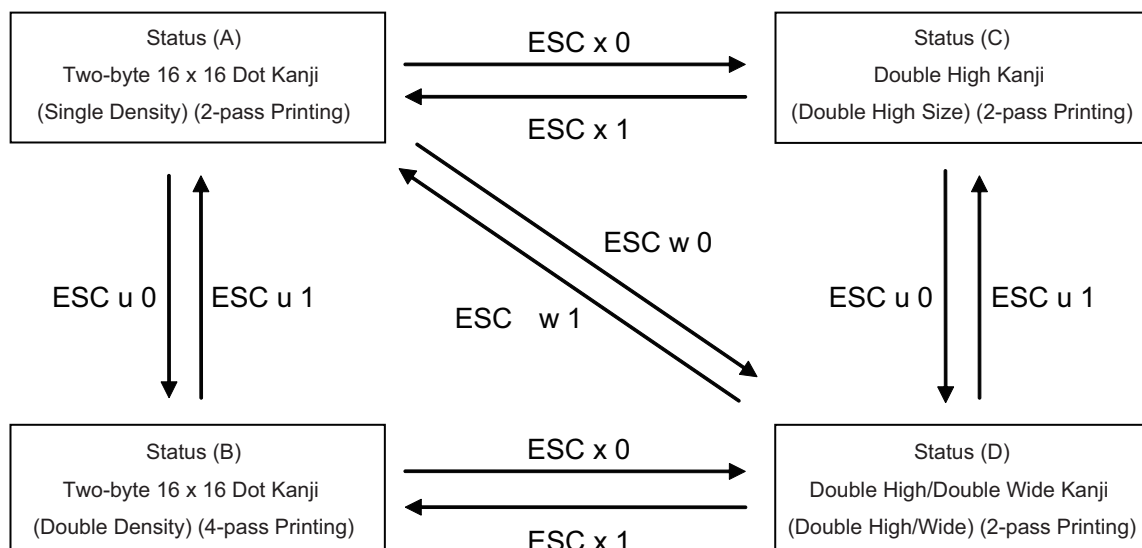 Status (A)
Two-byte 16 x 16 Dot Kanji
(Single Density) (2-pass Printing)
ESC x 0
ESC x 1
Status (C)
Double High Kanji
(Double High Size) (2-pass Printing)
ESC u 0
ESC u 1
ESC w 0
ESC w 1
ESC u 0
ESC u 1
Status (B)
Two-byte 16 x 16 Dot Kanji
(Double Density) (4-pass Printing)
ESC x 0
ESC x 1
Status (D)
Double High/Double Wide Kanji
(Double High/Wide) (2-pass Printing)